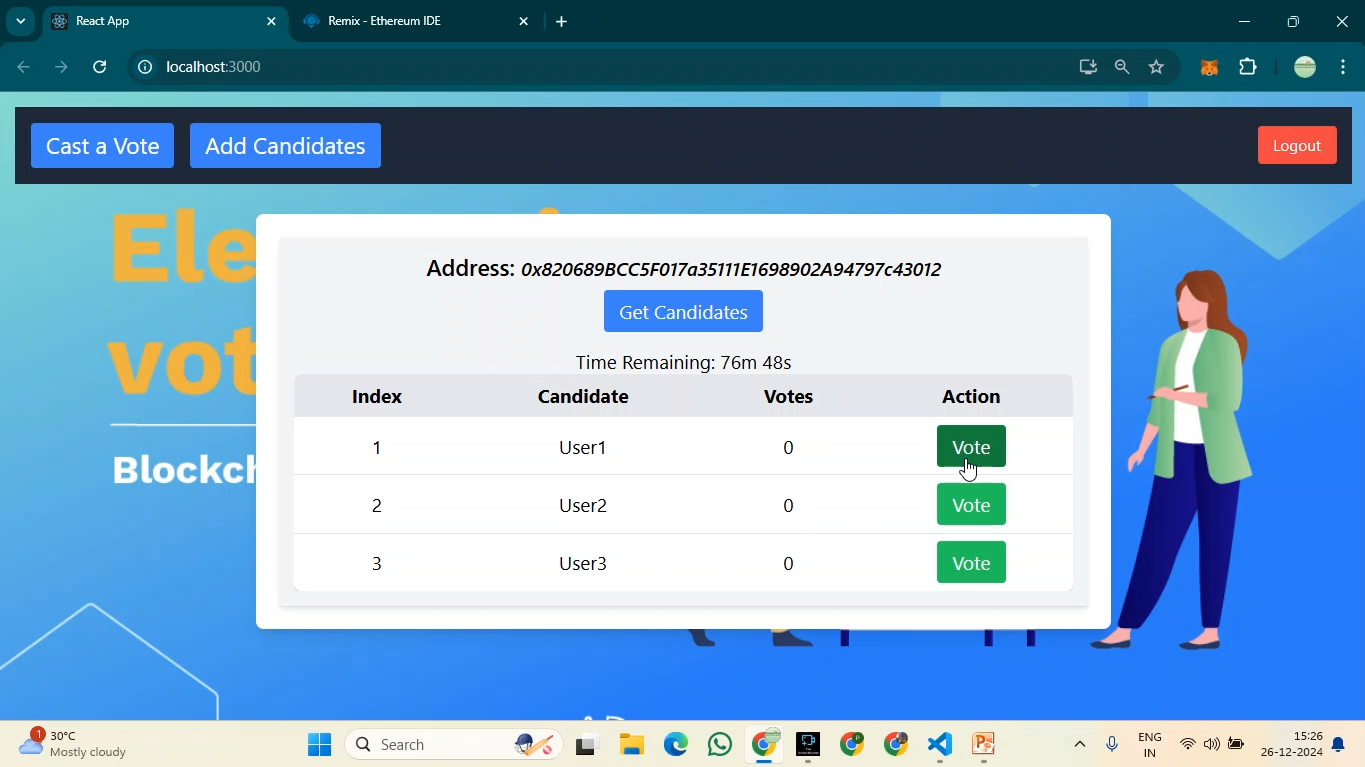 React App
Remix - Ethereum IDE
localhost:3000
Cast a Vote
Add Candidates
Logout
Ele
vot
Blockch
Address: 0x820689BCC5F017a35111E1698902A94797c43012
Get Candidates
Time Remaining: 76m 48s
Index Candidate Votes Action
1 User1 0 Vote
2 User2 0 Vote
3 User3 0 Vote
1
30°C
Mostly cloudy
Search
ENG
IN
15:26
26-12-2024